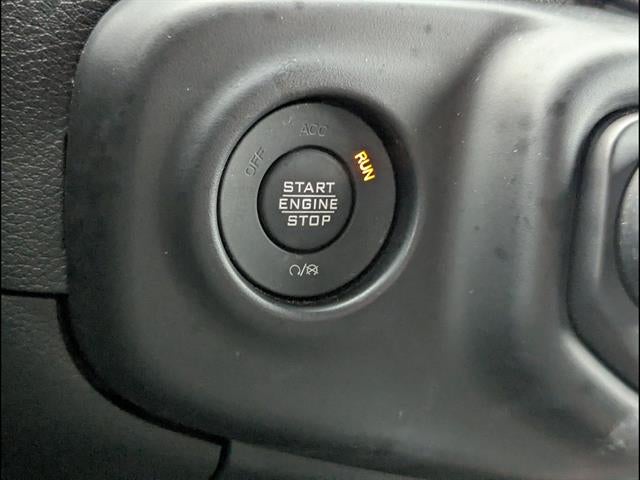 OFF
ACC
RUN
START
ENGINE
STOP